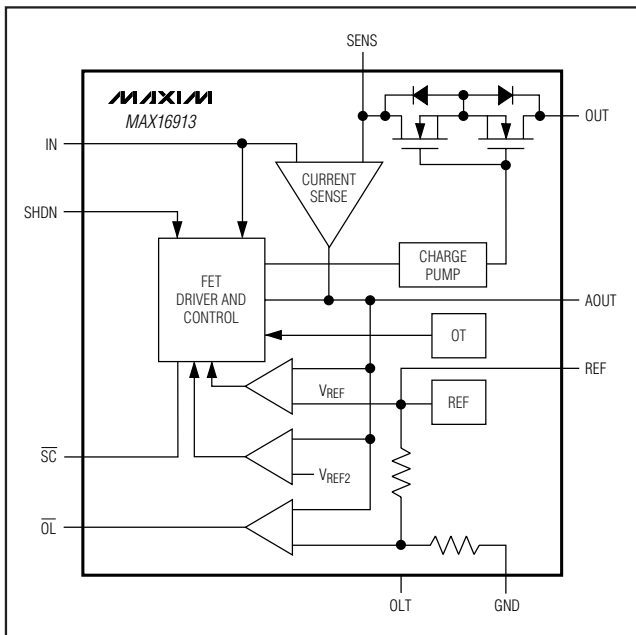 SENS
MAXIM
MAX16913
OUT
IN
CURRENT
SENSE
SHDN
CHARGE
PUMP
FET
DRIVER AND
CONTROL
AOUT
OT
REF
VREF
REF
SC
VREF2
OL
OLT
GND